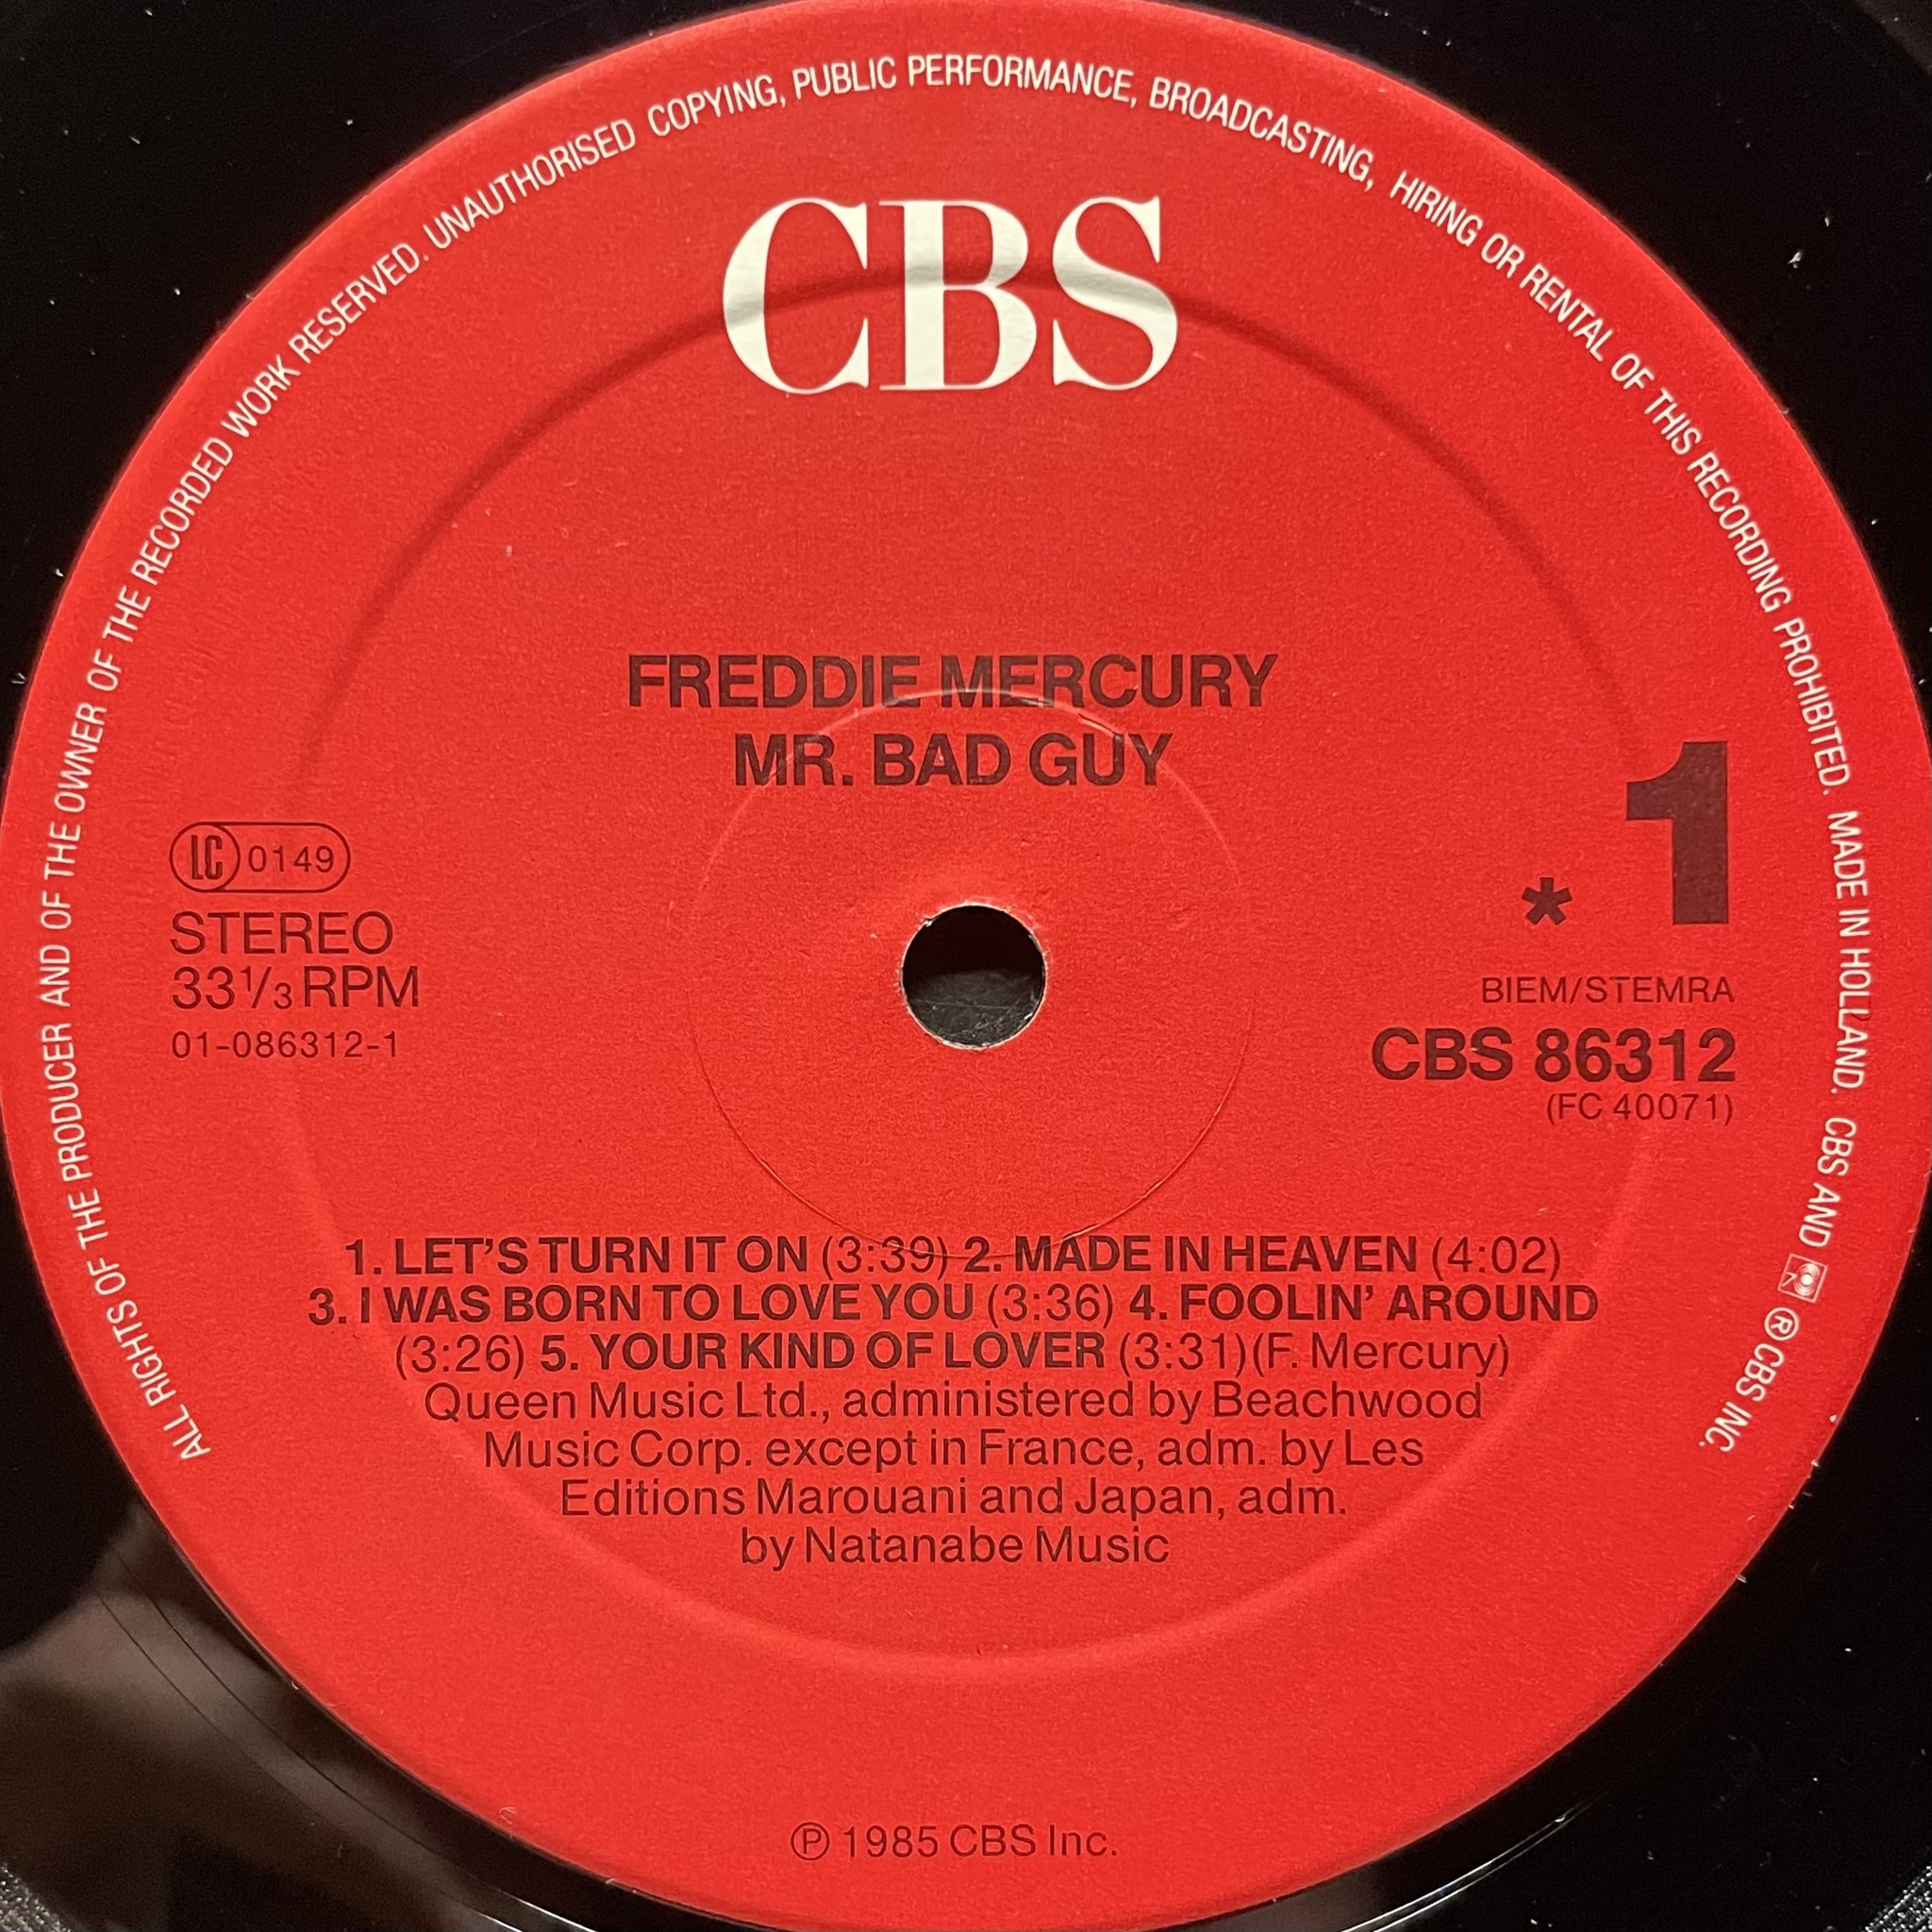 ALL RIGHTS OF THE PRODUCER AND OF THE OWNER OF THE RECORDED WORK RESERVED. UNAUTHORISED COPYING, PUBLIC PERFORMANCE, BROADCASTING, HIRING OR RENTAL OF THIS RECORDING PROHIBITED. MADE IN HOLLAND. CBS AND ® CBS INC.
CBS
FREDDIE MERCURY
MR. BAD GUY
1
*
LC 0149
STEREO
33 1/3 RPM
01-086312-1
BIEM/STEMRA
CBS 86312
(FC 40071)
1. LET'S TURN IT ON (3:39) 2. MADE IN HEAVEN (4:02)
3. I WAS BORN TO LOVE YOU (3:36) 4. FOOLIN' AROUND
(3:26) 5. YOUR KIND OF LOVER (3:31) (F. Mercury)
Queen Music Ltd., administered by Beachwood
Music Corp. except in France, adm. by Les
Editions Marouani and Japan, adm.
by Natanabe Music
℗ 1985 CBS Inc.